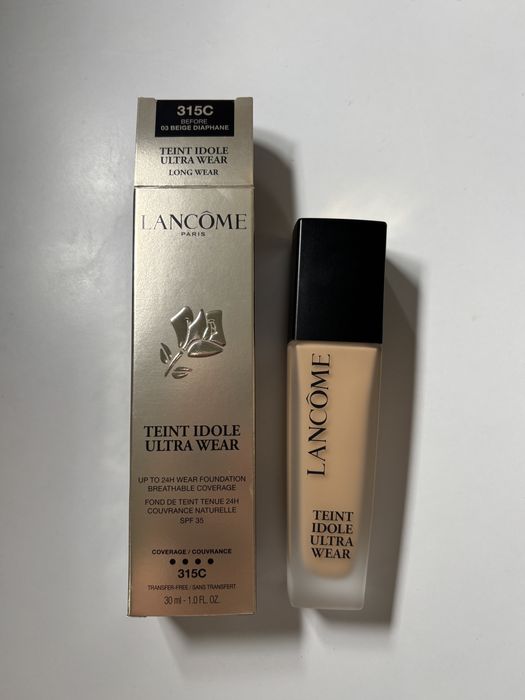 315C
BEFORE
03 BEIGE DIAPHANE
TEINT IDOLE
ULTRA WEAR
LONG WEAR
LANCÔME
PARIS
TEINT IDOLE
ULTRA WEAR
UP TO 24H WEAR FOUNDATION
BREATHABLE COVERAGE
FOND DE TEINT TENUE 24H
COUVRANCE NATURELLE
SPF 35
COVERAGE / COUVRANCE
315C
TRANSFER-FREE / SANS TRANSFERT
30 ml - 1.0 FL. OZ.
LANCÔME
TEINT
IDOLE
ULTRA
WEAR